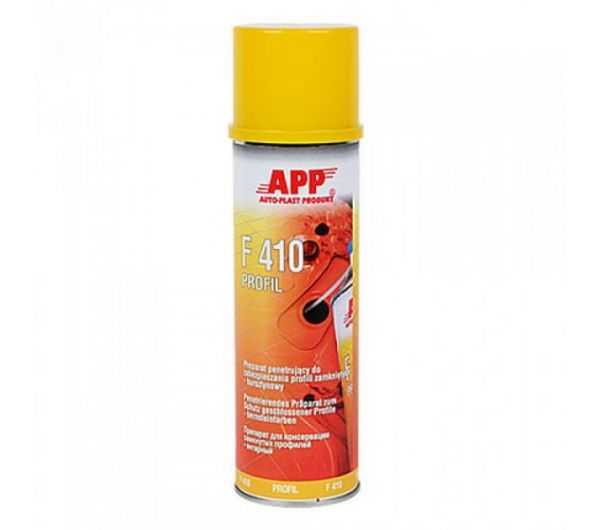 APP
AUTO-PLAST PRODUKT
F 410
PROFIL
Preparat penetrujący do
zabezpieczania profili zamkniętych
- bursztynowy
Penetrierendes Präparat zum
Schutz geschlossener Profile
- bernsteinfarben
Препарат для консервации
замкнутых профилей
- янтарный
F 410 PROFIL F 410